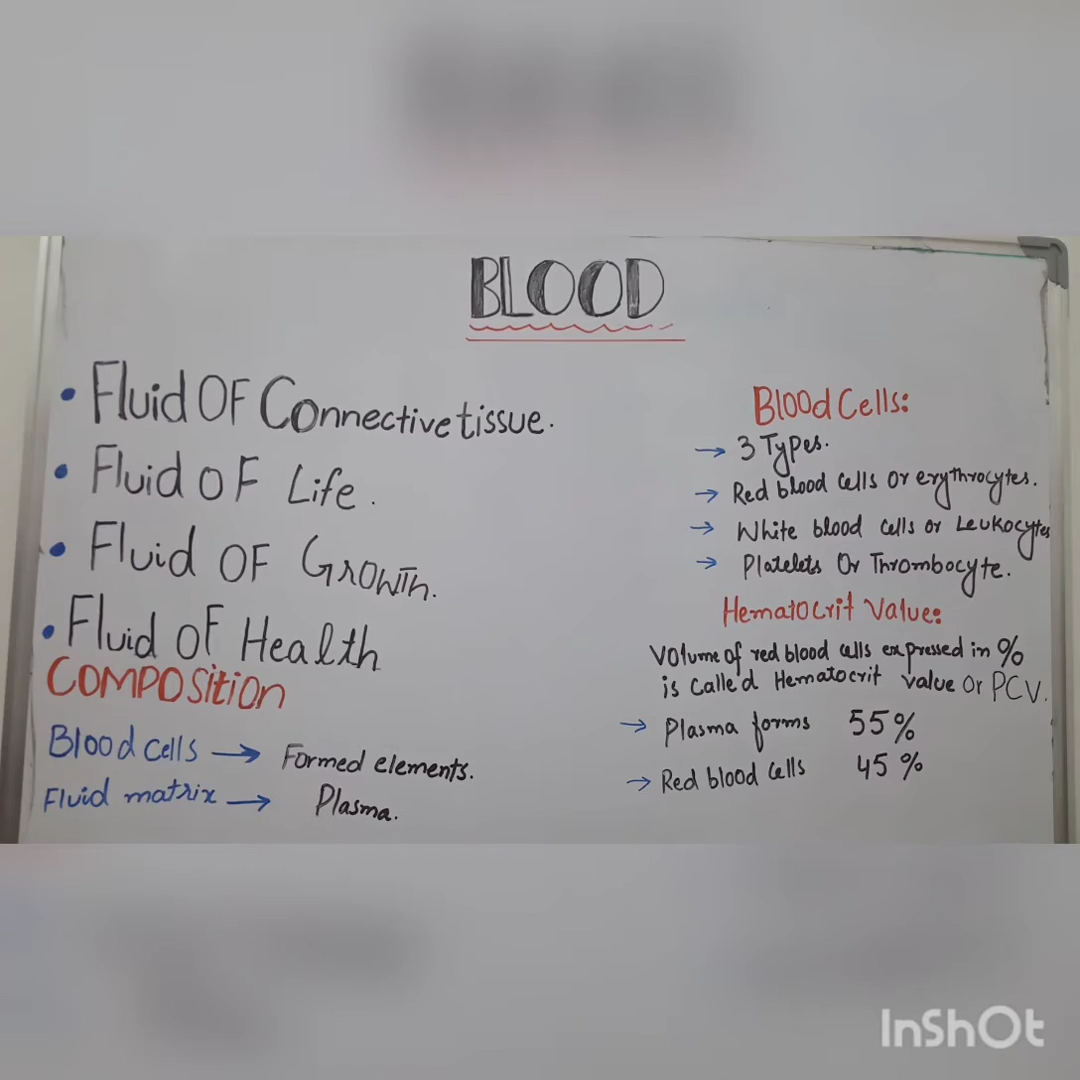 BLOOD
• Fluid OF Connective tissue.
• Fluid OF Life.
• Fluid OF Growth.
• Fluid OF Health
COMPOSITION
Blood cells → Formed elements.
Fluid matrix → Plasma.
Blood Cells:
→ 3 Types.
→ Red blood cells or erythrocytes.
→ White blood cells or Leukocytes
→ Platelets Or Thrombocyte.
Hematocrit Value:
Volume of red blood cells expressed in %
is called Hematocrit value or PCV.
→ Plasma forms 55%
→ Red blood cells 45%
InShOt